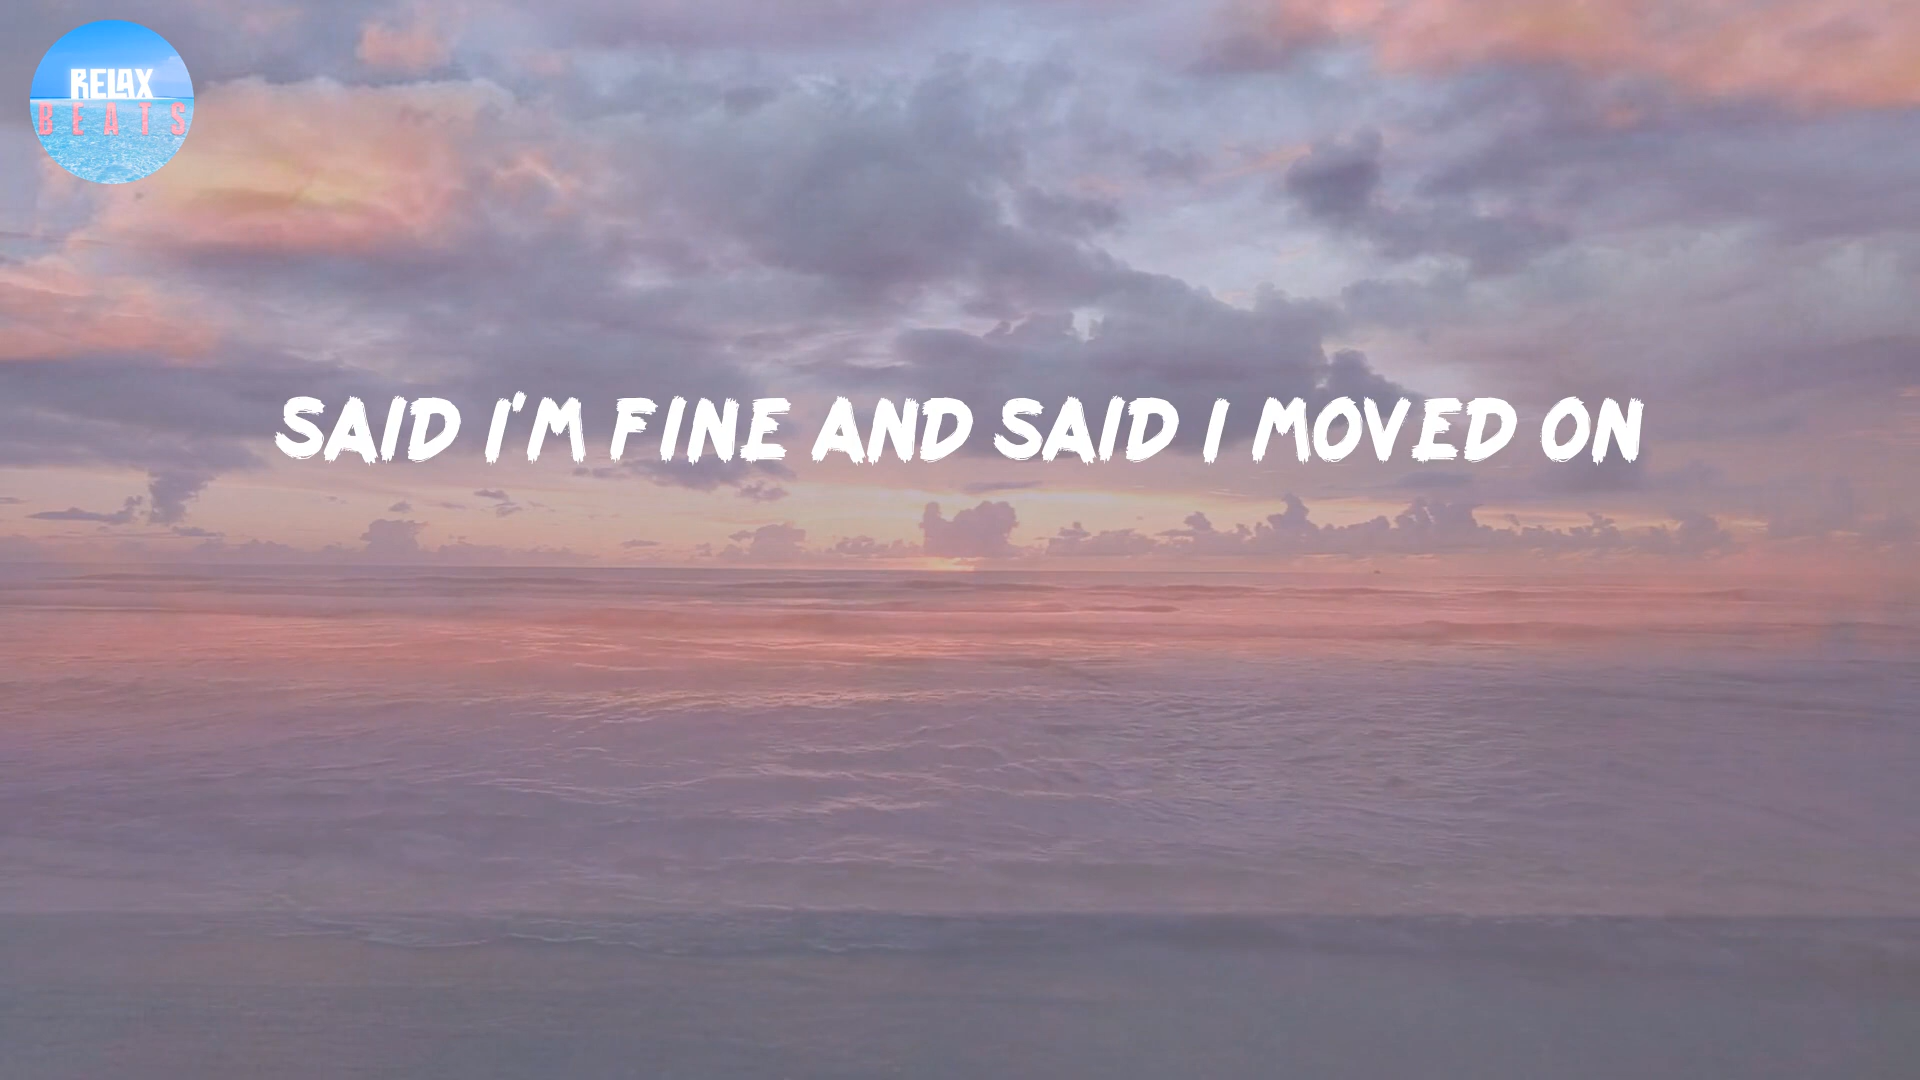 RELAX
BEATS
SAID I'M FINE AND SAID I MOVED ON